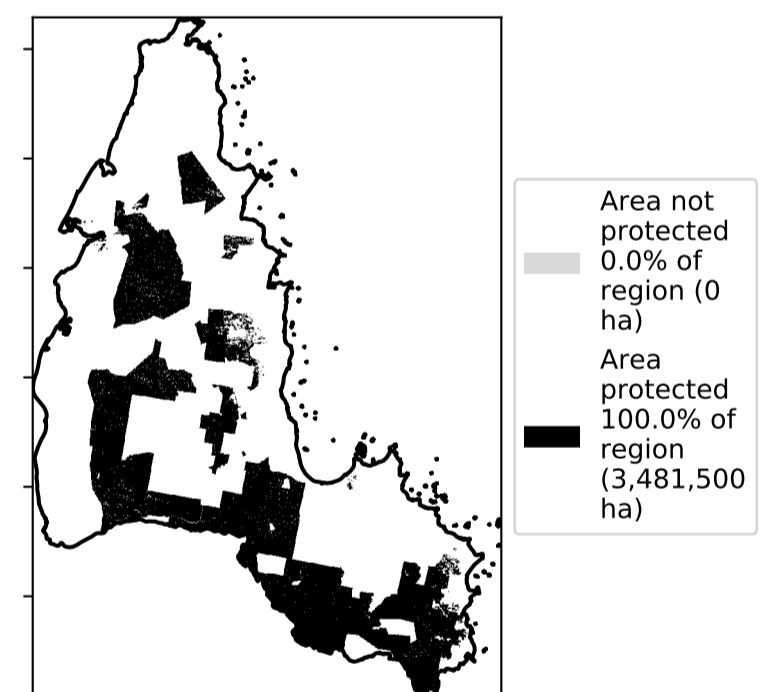 Area not
protected
0.0% of
region (0
ha)
Area
protected
100.0% of
region
(3,481,500
ha)